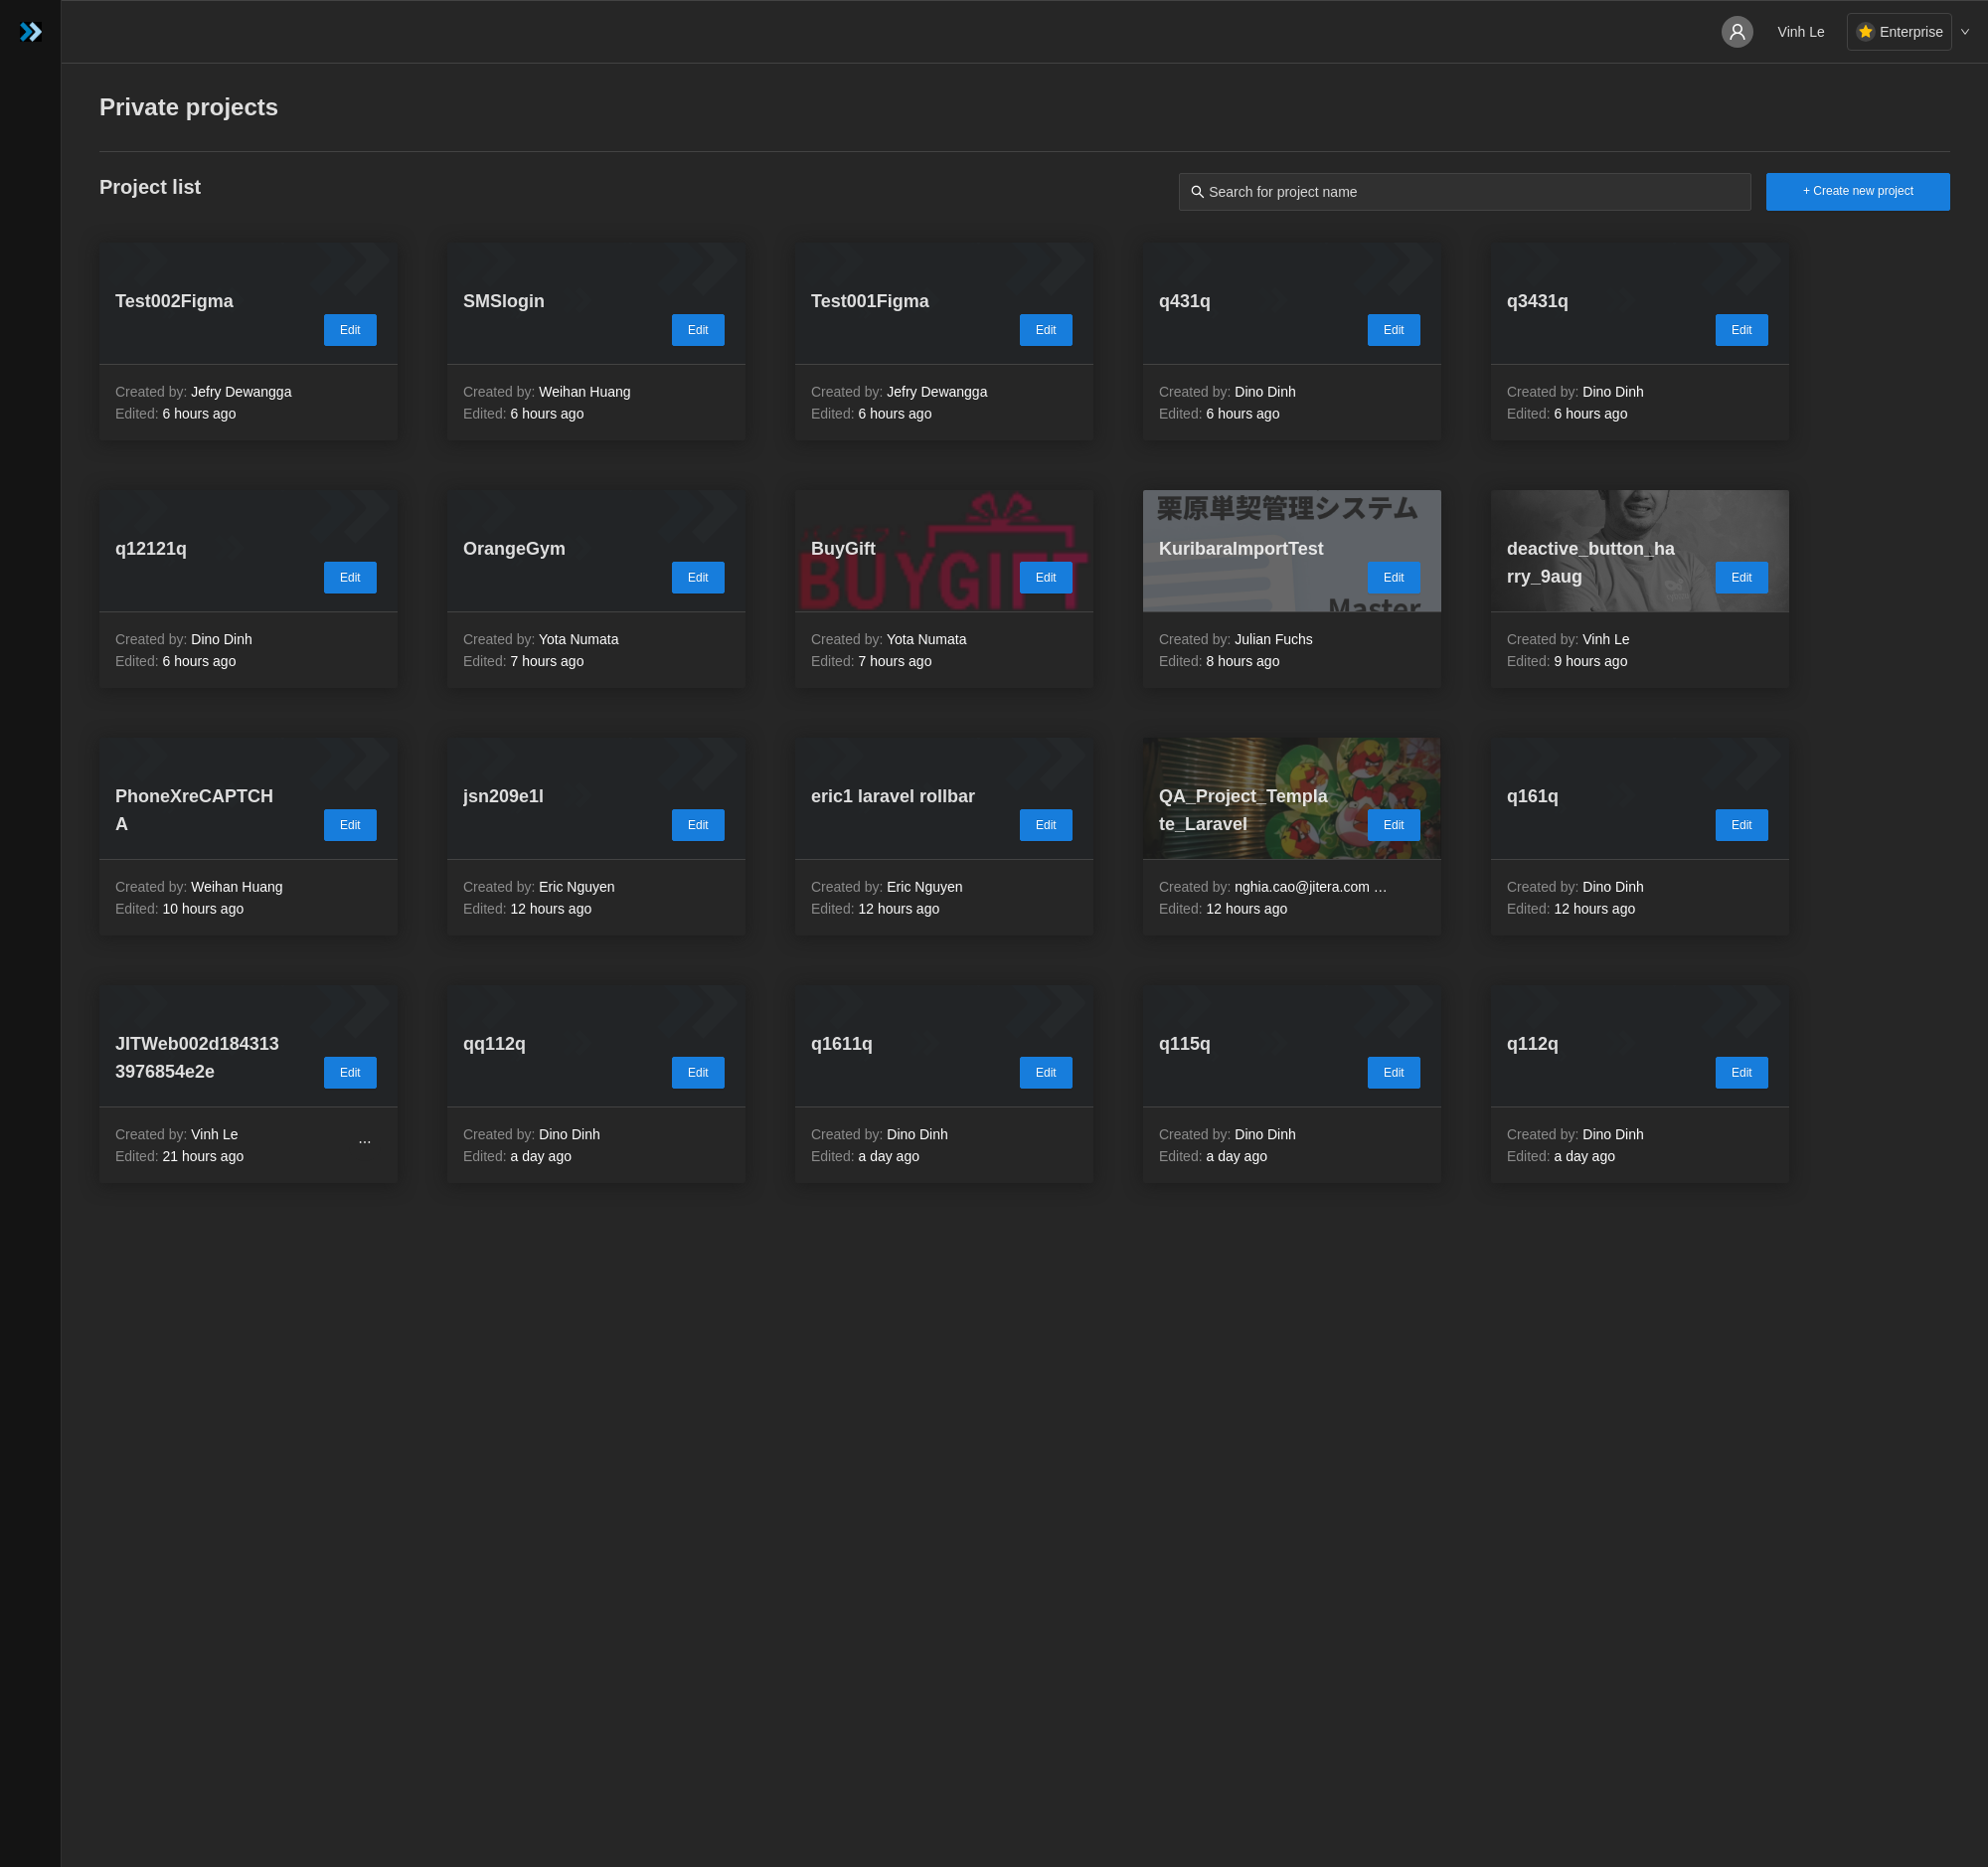 Vinh Le
Enterprise
Private projects
Project list
Search for project name
+ Create new project
Test002Figma
Edit
Created by: Jefry Dewangga
Edited: 6 hours ago
SMSlogin
Edit
Created by: Weihan Huang
Edited: 6 hours ago
Test001Figma
Edit
Created by: Jefry Dewangga
Edited: 6 hours ago
q431q
Edit
Created by: Dino Dinh
Edited: 6 hours ago
q3431q
Edit
Created by: Dino Dinh
Edited: 6 hours ago
q12121q
Edit
Created by: Dino Dinh
Edited: 6 hours ago
OrangeGym
Edit
Created by: Yota Numata
Edited: 7 hours ago
BuyGift
BUYGIFT
Edit
Created by: Yota Numata
Edited: 7 hours ago
栗原単契管理システム
KuribaraImportTest
Edit
Master
Created by: Julian Fuchs
Edited: 8 hours ago
deactive_button_ha
rry_9aug
Edit
Created by: Vinh Le
Edited: 9 hours ago
PhoneXreCAPTCH
A
Edit
Created by: Weihan Huang
Edited: 10 hours ago
jsn209e1l
Edit
Created by: Eric Nguyen
Edited: 12 hours ago
eric1 laravel rollbar
Edit
Created by: Eric Nguyen
Edited: 12 hours ago
QA_Project_Templa
te_Laravel
Edit
Created by: nghia.cao@jitera.com …
Edited: 12 hours ago
q161q
Edit
Created by: Dino Dinh
Edited: 12 hours ago
JITWeb002d184313
3976854e2e
Edit
Created by: Vinh Le
...
Edited: 21 hours ago
qq112q
Edit
Created by: Dino Dinh
Edited: a day ago
q1611q
Edit
Created by: Dino Dinh
Edited: a day ago
q115q
Edit
Created by: Dino Dinh
Edited: a day ago
q112q
Edit
Created by: Dino Dinh
Edited: a day ago